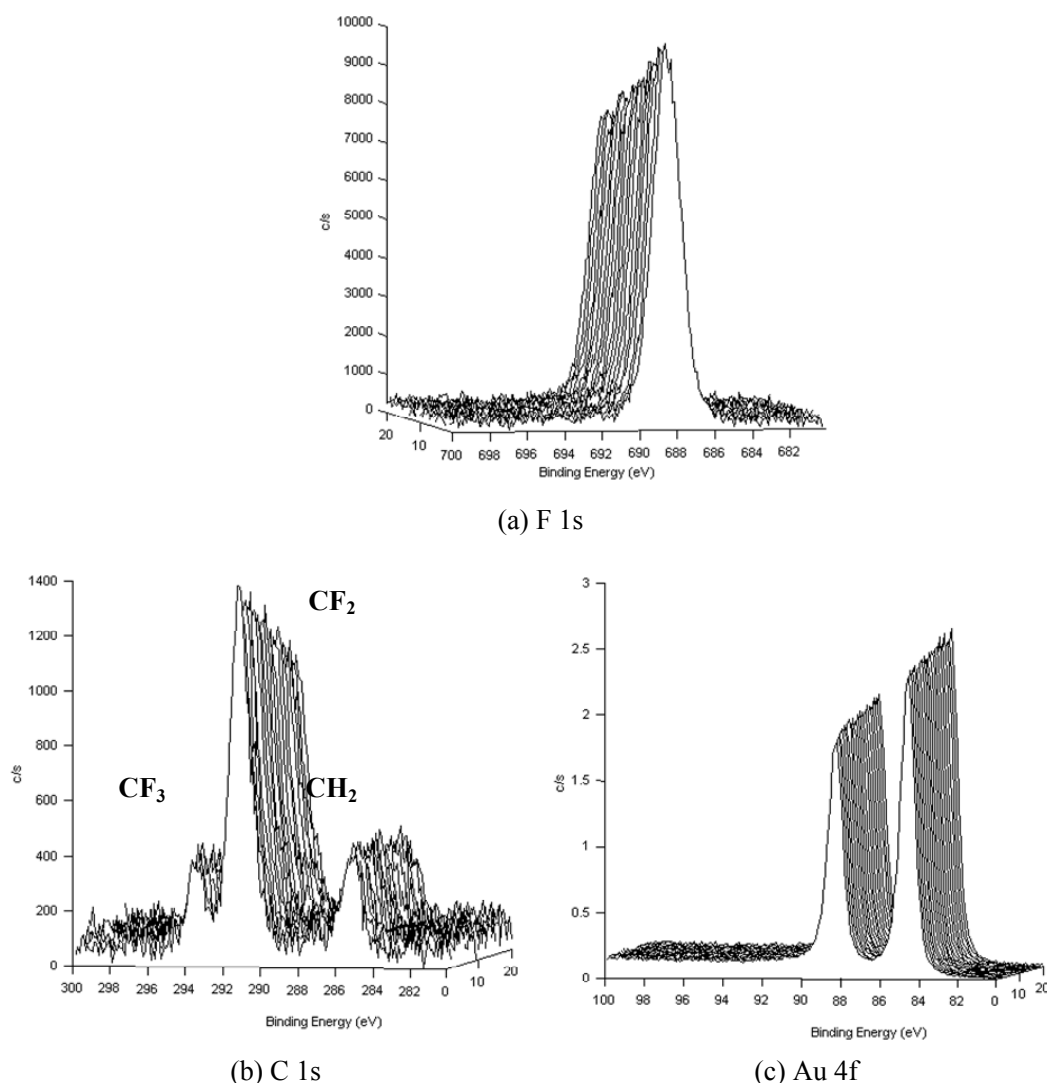 10000
9000
8000
7000
6000
5000
4000
3000
2000
1000
0
c/s
20
10
700 698 696 694 692 690 688 686 684 682
Binding Energy (eV)
(a) F 1s
1400
1200
1000
800
600
400
200
0
c/s
CF₂
CF₃
CH₂
300 298 296 294 292 290 288 286 284 282 0
10
20
Binding Energy (eV)
(b) C 1s
3
2.5
2
1.5
1
0.5
0
c/s
100 98 96 94 92 90 88 86 84 82 0
10
20
Binding Energy (eV)
(c) Au 4f